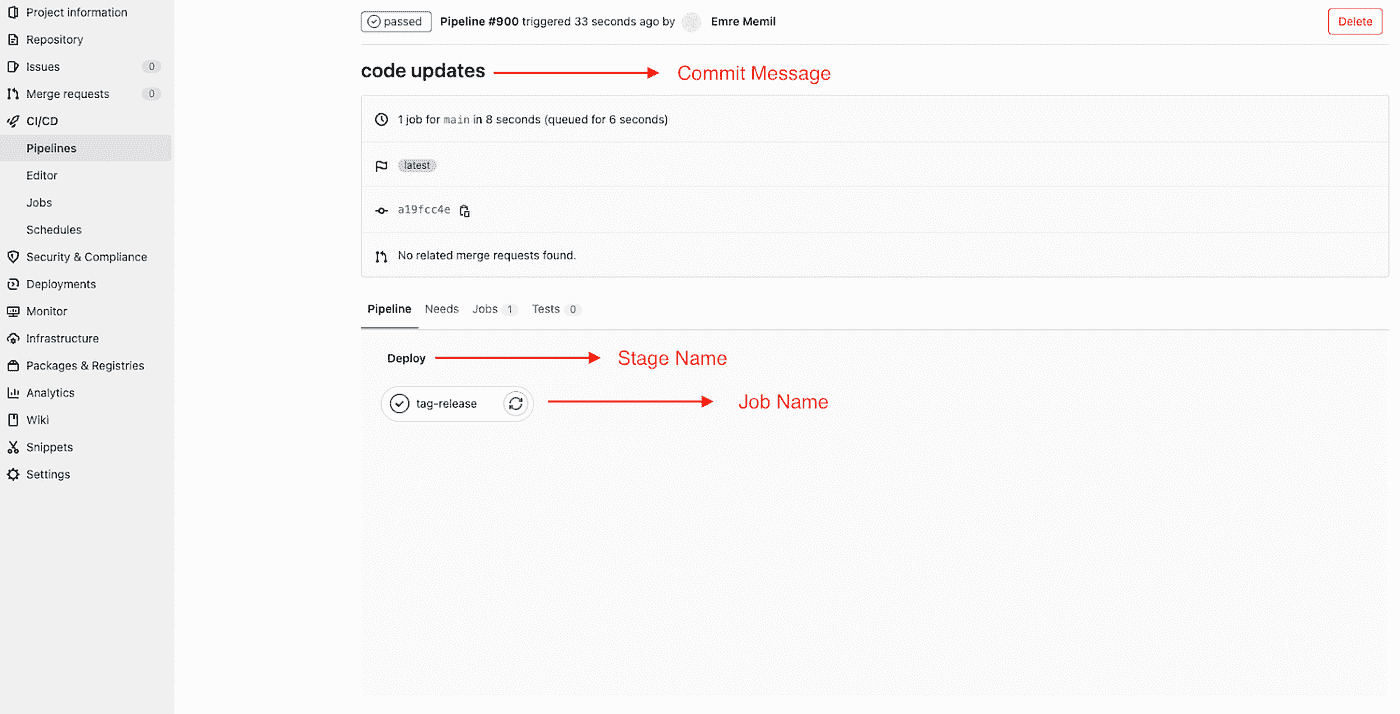 Project information
Repository
Issues 0
Merge requests 0
CI/CD
Pipelines
Editor
Jobs
Schedules
Security & Compliance
Deployments
Monitor
Infrastructure
Packages & Registries
Analytics
Wiki
Snippets
Settings
passed Pipeline #900 triggered 33 seconds ago by Emre Memil Delete
code updates Commit Message
1 job for main in 8 seconds (queued for 6 seconds)
latest
a19fcc4e
No related merge requests found.
Pipeline Needs Jobs 1 Tests 0
Deploy Stage Name
tag-release Job Name